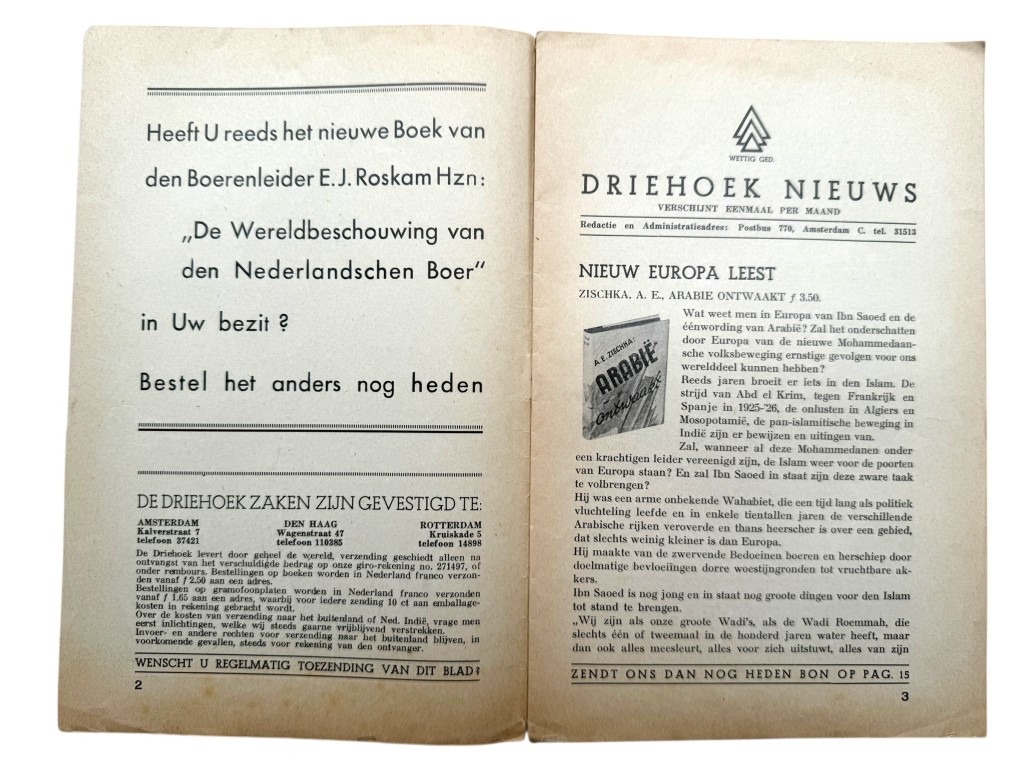 Heeft U reeds het nieuwe Boek van
den Boerenleider E.J. Roskam Hzn:
„De Wereldbeschouwing van
den Nederlandschen Boer"
in Uw bezit ?
Bestel het anders nog heden
DE DRIEHOEK ZAKEN ZIJN GEVESTIGD TE:
AMSTERDAM DEN HAAG ROTTERDAM
Kalverstraat 7 Wagenstraat 47 Kruiskade 5
telefoon 37421 telefoon 110385 telefoon 14898
De Driehoek levert door geheel de wereld, verzending geschiedt alleen na
ontvangst van het verschuldigde bedrag op onze giro-rekening no. 271497, of
onder rembours. Bestellingen op boeken worden in Nederland franco verzon-
den vanaf ƒ 2.50 aan een adres.
Bestellingen op gramofoonplaten worden in Nederland franco verzonden
vanaf ƒ 1.65 aan een adres, waarbij voor iedere zending 10 ct aan emballage-
kosten in rekening gebracht wordt.
Over de kosten van verzending naar het buitenland of Ned. Indië, vrage men
eerst inlichtingen, welke wij steeds gaarne vrijblijvend verstrekken.
Invoer- en andere rechten voor verzending naar het buitenland blijven, in
voorkomende gevallen, steeds voor rekening van den ontvanger.
WENSCHT U REGELMATIG TOEZENDING VAN DIT BLAD?
2
WETTIG GED.
DRIEHOEK NIEUWS
VERSCHIJNT EENMAAL PER MAAND
Redactie en Administratieadres: Postbus 770, Amsterdam C. tel. 31513
NIEUW EUROPA LEEST
ZISCHKA, A. E., ARABIE ONTWAAKT ƒ 3.50.
A. E. ZISCHKA:
ARABIË
ontwaakt
Wat weet men in Europa van Ibn Saoed en de
éénwording van Arabië? Zal het onderschatten
door Europa van de nieuwe Mohammedaan-
sche volksbeweging ernstige gevolgen voor ons
werelddeel kunnen hebben?
Reeds jaren broeit er iets in den Islam. De
strijd van Abd el Krim, tegen Frankrijk en
Spanje in 1925-'26, de onlusten in Algiers en
Mosopotamië, de pan-islamitische beweging in
Indië zijn er bewijzen en uitingen van.
Zal, wanneer al deze Mohammedanen onder
een krachtigen leider vereenigd zijn, de Islam weer voor de poorten
van Europa staan? En zal Ibn Saoed in staat zijn deze zware taak
te volbrengen?
Hij was een arme onbekende Wahabiet, die een tijd lang als politiek
vluchteling leefde en in enkele tientallen jaren de verschillende
Arabische rijken veroverde en thans heerscher is over een gebied,
dat slechts weinig kleiner is dan Europa.
Hij maakte van de zwervende Bedoeinen boeren en herschiep door
doelmatige bevloeiïngen dorre woestijngronden tot vruchtbare ak-
kers.
Ibn Saoed is nog jong en in staat nog groote dingen voor den Islam
tot stand te brengen.
„Wij zijn als onze groote Wadi's, als de Wadi Roemmah, die
slechts één of tweemaal in de honderd jaren water heeft, maar
dan ook alles meesleurt, alles voor zich uitstuwt, alles van zijn
ZENDT ONS DAN NOG HEDEN BON OP PAG. 15
3